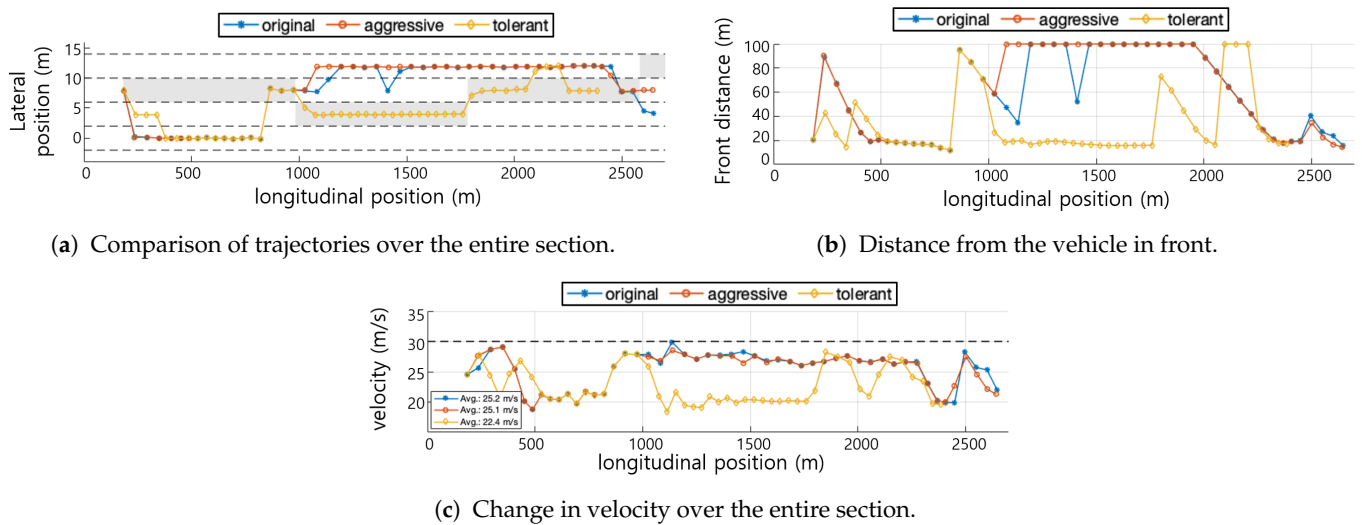 original aggressive tolerant
15
10
5
0
Lateral
position (m)
0 500 1000 1500 2000 2500
longitudinal position (m)
(a) Comparison of trajectories over the entire section.
original aggressive tolerant
100
80
60
40
20
0
Front distance (m)
0 500 1000 1500 2000 2500
longitudinal position (m)
(b) Distance from the vehicle in front.
original aggressive tolerant
35
30
25
20
velocity (m/s)
Avg.: 25.2 m/s
Avg.: 25.1 m/s
Avg.: 22.4 m/s
0 500 1000 1500 2000 2500
longitudinal position (m)
(c) Change in velocity over the entire section.